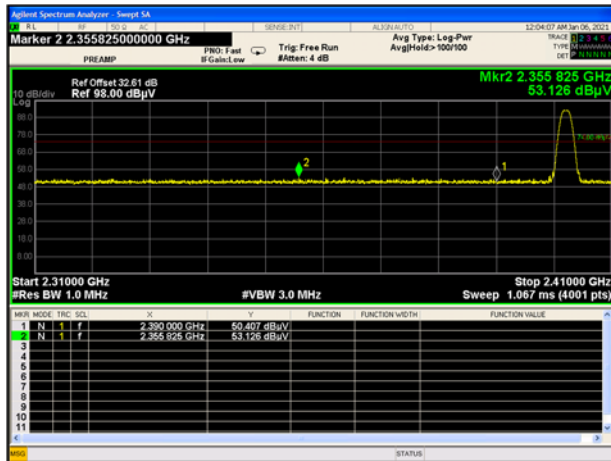 Agilent Spectrum Analyzer - Swept SA
RL RF 50 Ω AC SENSE:INT ALIGN AUTO 12:04:07 AM Jan 06, 2021
Marker 2 2.355825000000 GHz PNO: Fast Trig: Free Run Avg Type: Log-Pwr TRACE 1 2 3 4 5 6
PREAMP IFGain:Low #Atten: 4 dB Avg|Hold:>100/100 TYPE
DET P N N N N N
Ref Offset 32.61 dB Mkr2 2.355 825 GHz
10 dB/div Ref 98.00 dBµV 53.126 dBµV
Log
88.0
78.0
68.0
58.0
48.0
38.0
28.0
18.0
8.00
2
1
Start 2.31000 GHz Stop 2.41000 GHz
#Res BW 1.0 MHz #VBW 3.0 MHz Sweep 1.067 ms (4001 pts)
MKR MODE TRC SCL X Y FUNCTION FUNCTION WIDTH FUNCTION VALUE
1 N 1 f 2.390 000 GHz 50.407 dBµV
2 N 1 f 2.355 825 GHz 53.126 dBµV
3
4
5
6
7
8
9
10
11
MSG STATUS